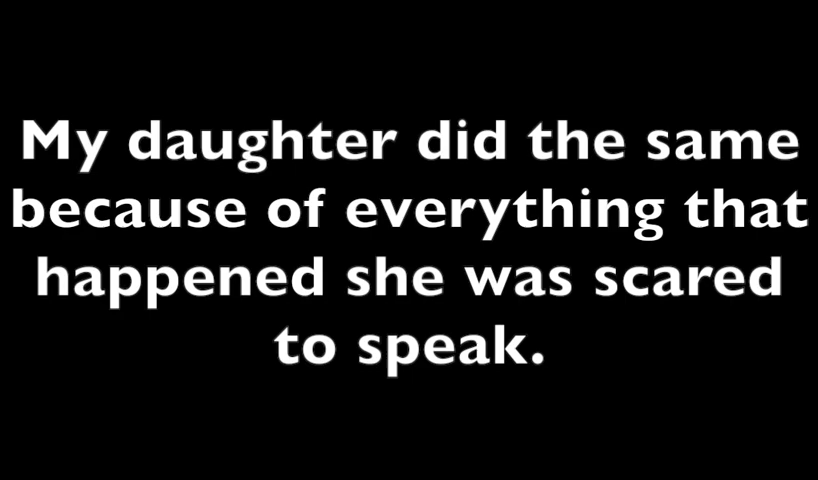 My daughter did the same
because of everything that
happened she was scared
to speak.